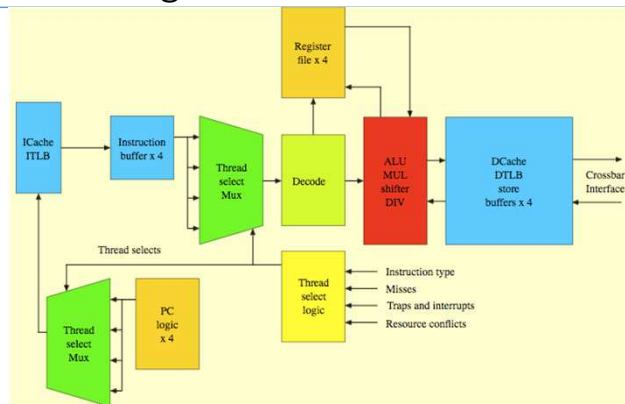 Register
file x 4
ICache
ITLB
Instruction
buffer x 4
Thread
select
Mux
Decode
ALU
MUL
shifter
DIV
DCache
DTLB
store
buffers x 4
Crossbar
Interface
Thread selects
Thread
select
Mux
PC
logic
x 4
Thread
select
logic
Instruction type
Misses
Traps and interrupts
Resource conflicts